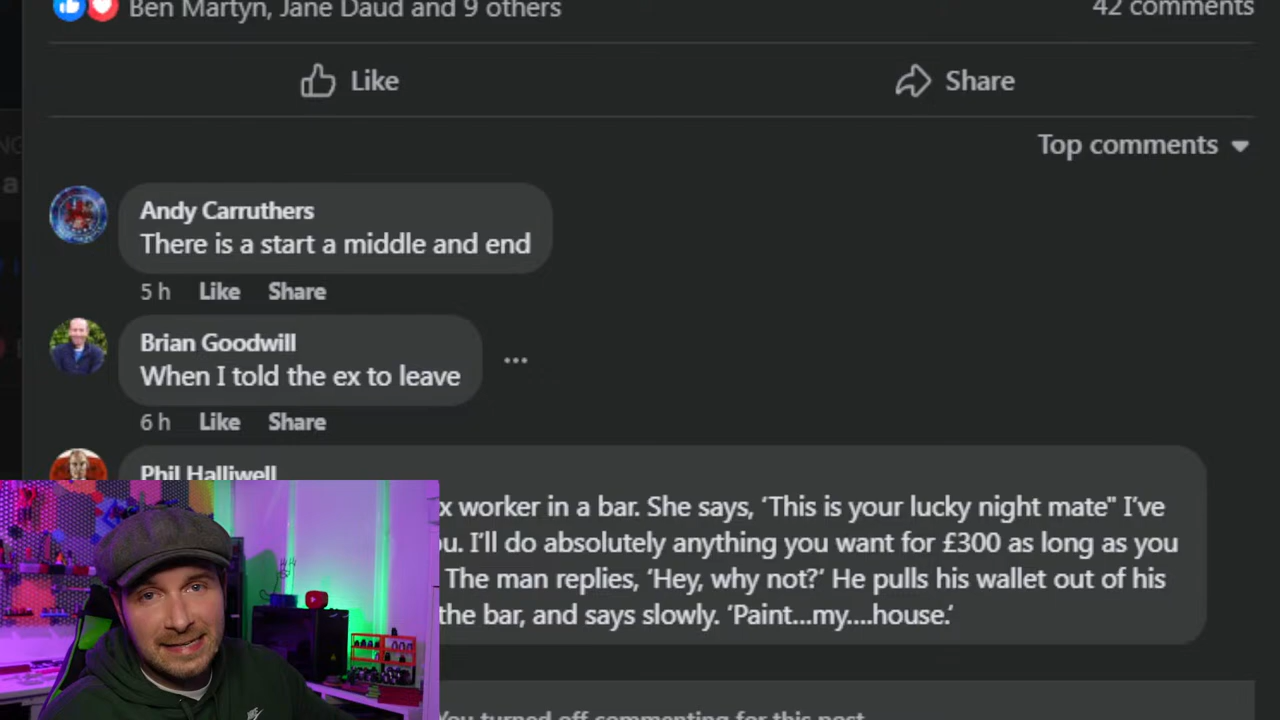 Ben Martyn, Jane Daud and 9 others
42 comments
Like
Share
Top comments
Andy Carruthers
There is a start a middle and end
5 h Like Share
Brian Goodwill
When I told the ex to leave
6 h Like Share
Phil Halliwell
x worker in a bar. She says, ‘This is your lucky night mate" I’ve
ou. I’ll do absolutely anything you want for £300 as long as you
The man replies, ‘Hey, why not?’ He pulls his wallet out of his
the bar, and says slowly. ‘Paint...my....house.’
You turned off commenting for this post